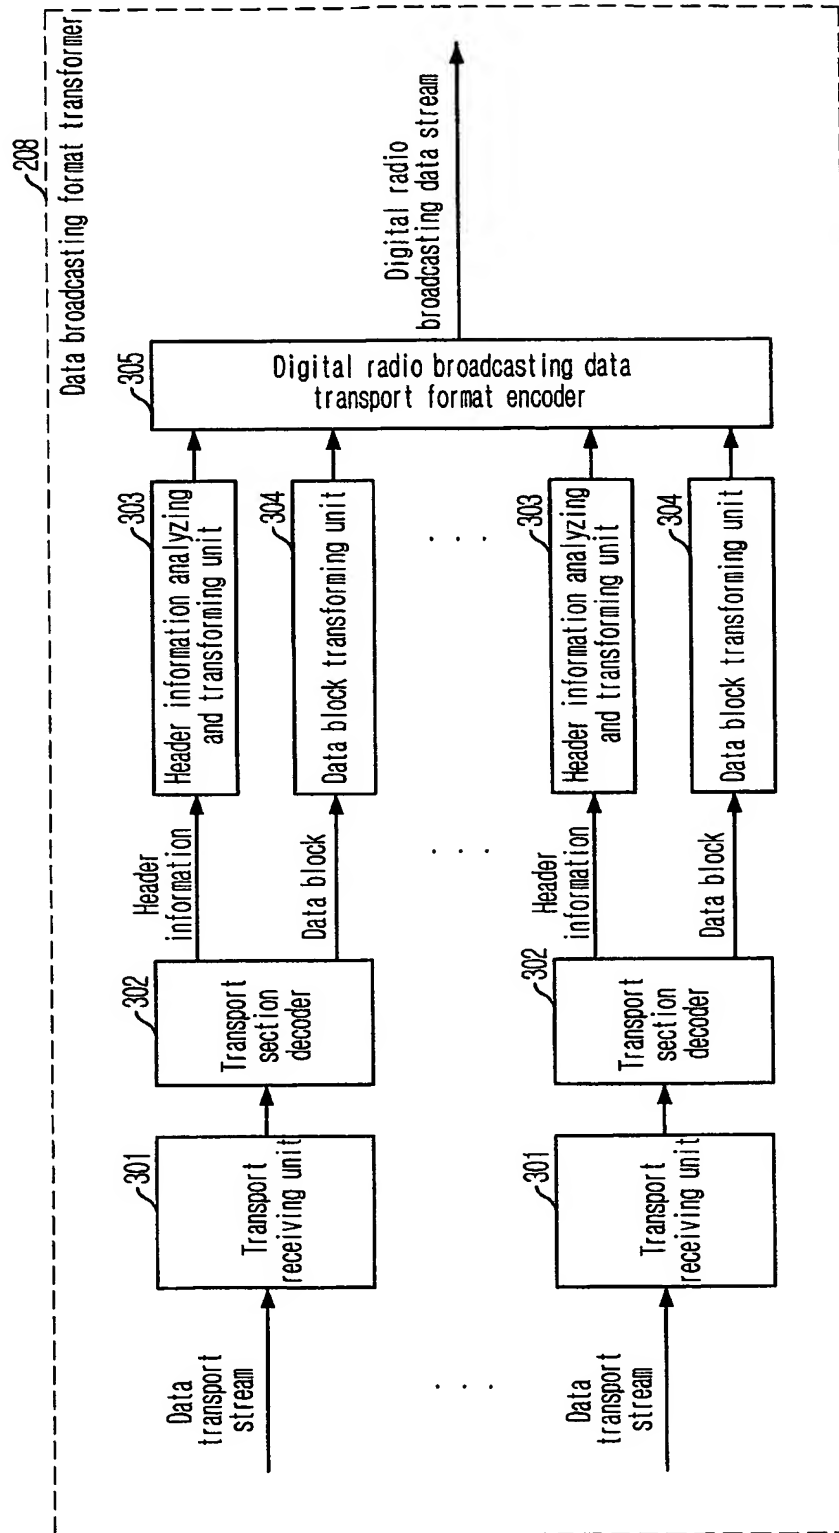 208
Data broadcasting format transformer
Data
transport
stream
301
Transport
receiving unit
302
Transport
section
decoder
Header
information
Data block
303
Header information analyzing
and transforming unit
304
Data block transforming unit
305
Digital radio broadcasting data
transport format encoder
Digital radio
broadcasting data stream
. . .
. . .
. . .
Data
transport
stream
301
Transport
receiving unit
302
Transport
section
decoder
Header
information
Data block
303
Header information analyzing
and transforming unit
304
Data block transforming unit